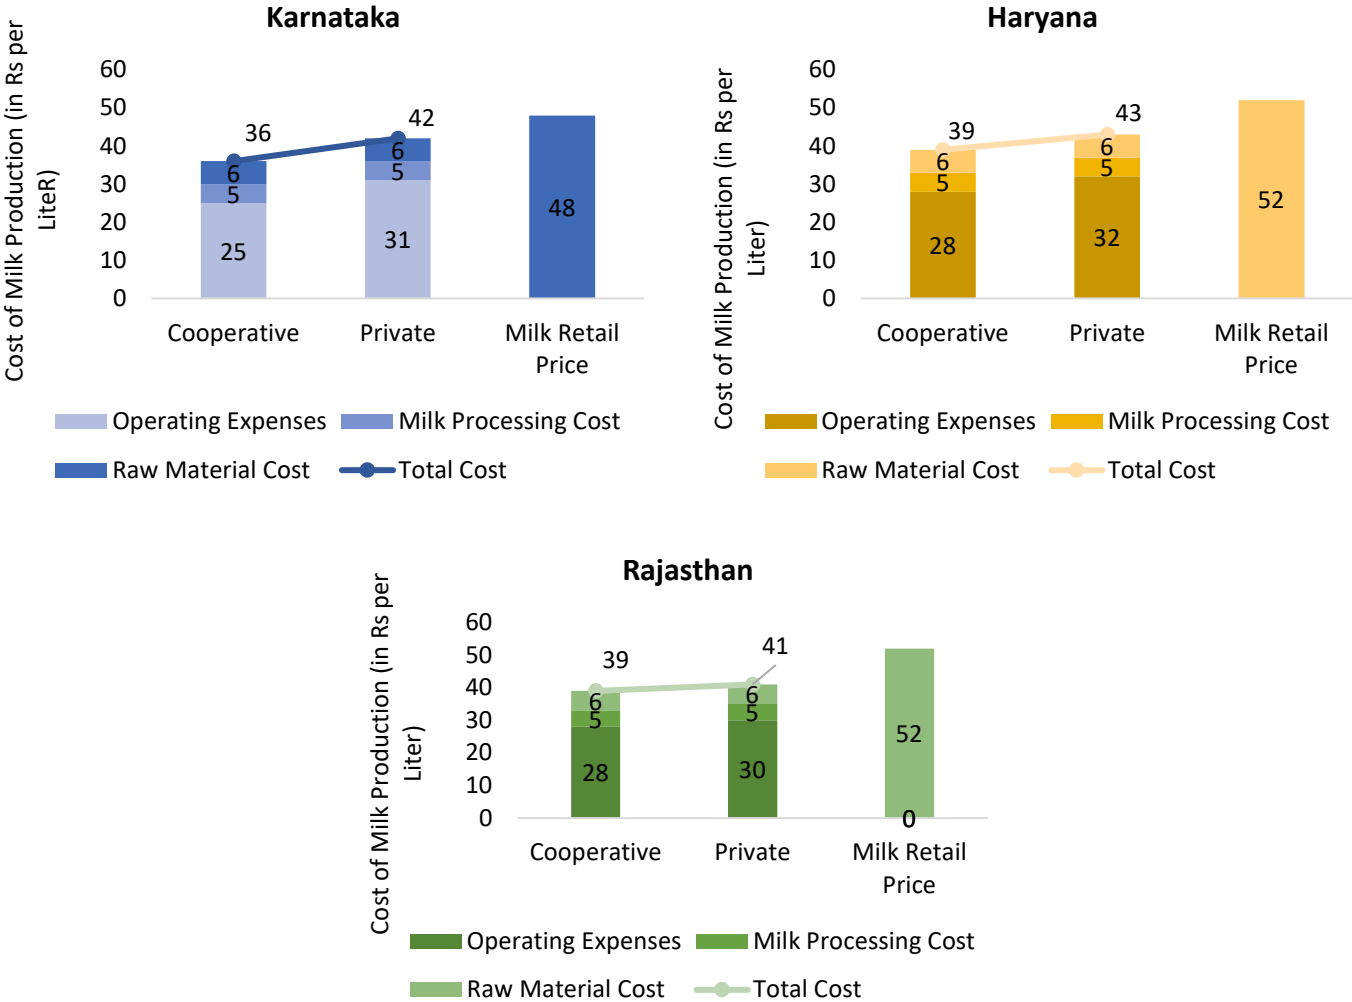 Karnataka
Cost of Milk Production (in Rs per
LiteR)
60
50
40
30
20
10
0
36
42
6
5
25
6
5
31
48
Cooperative
Private
Milk Retail
Price
Operating Expenses
Milk Processing Cost
Raw Material Cost
Total Cost
Haryana
Cost of Milk Production (in Rs per
Liter)
60
50
40
30
20
10
0
39
43
6
5
28
6
5
32
52
Cooperative
Private
Milk Retail
Price
Operating Expenses
Milk Processing Cost
Raw Material Cost
Total Cost
Rajasthan
Cost of Milk Production (in Rs per
Liter)
60
50
40
30
20
10
0
39
41
6
5
28
6
5
30
52
0
Cooperative
Private
Milk Retail
Price
Operating Expenses
Milk Processing Cost
Raw Material Cost
Total Cost